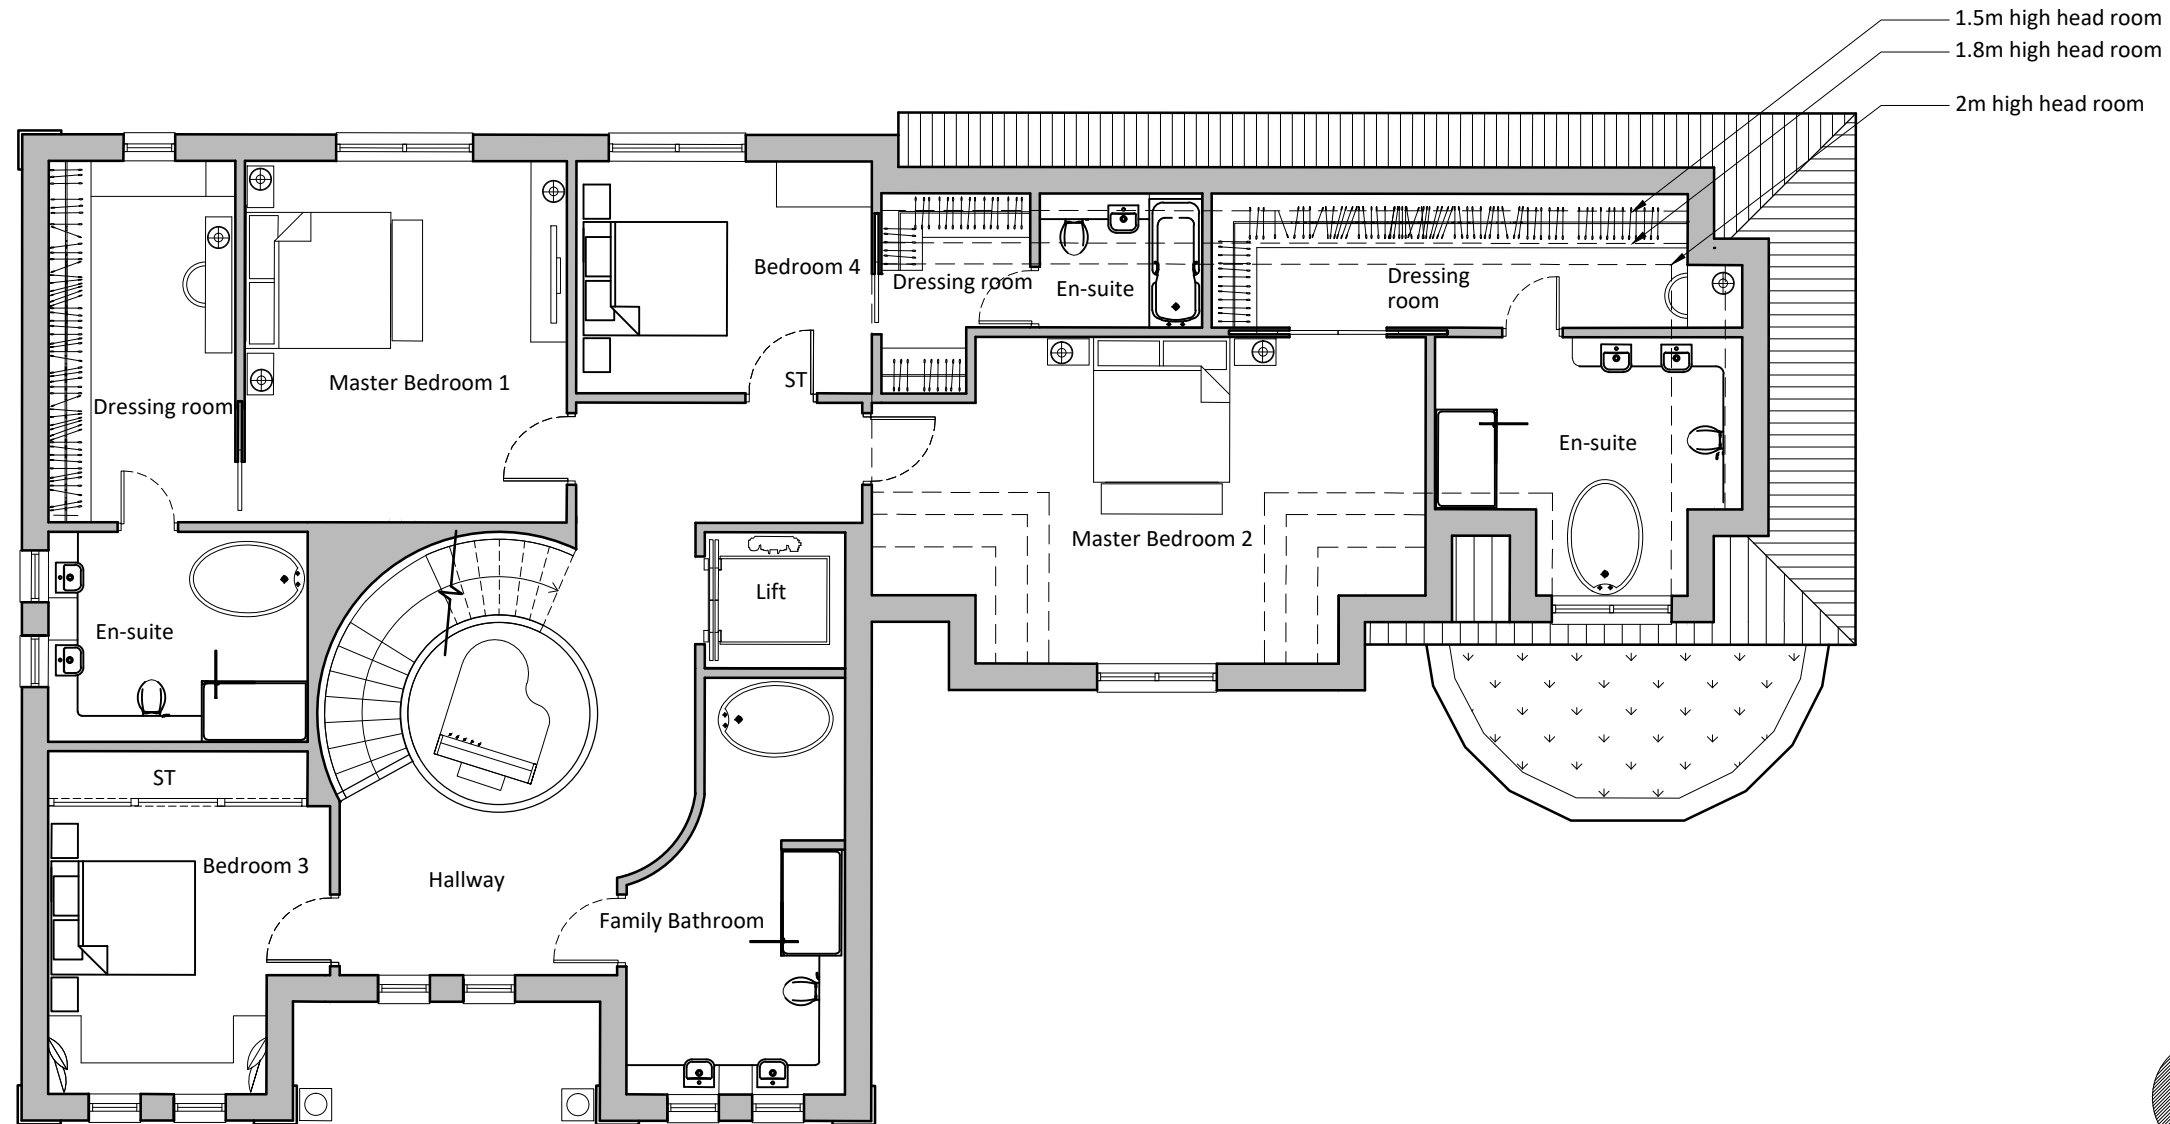 1.5m high head room
1.8m high head room
2m high head room
Bedroom 4
Dressing room
En-suite
Dressing
room
Master Bedroom 1
ST
Dressing room
En-suite
Master Bedroom 2
Lift
En-suite
ST
Bedroom 3
Hallway
Family Bathroom